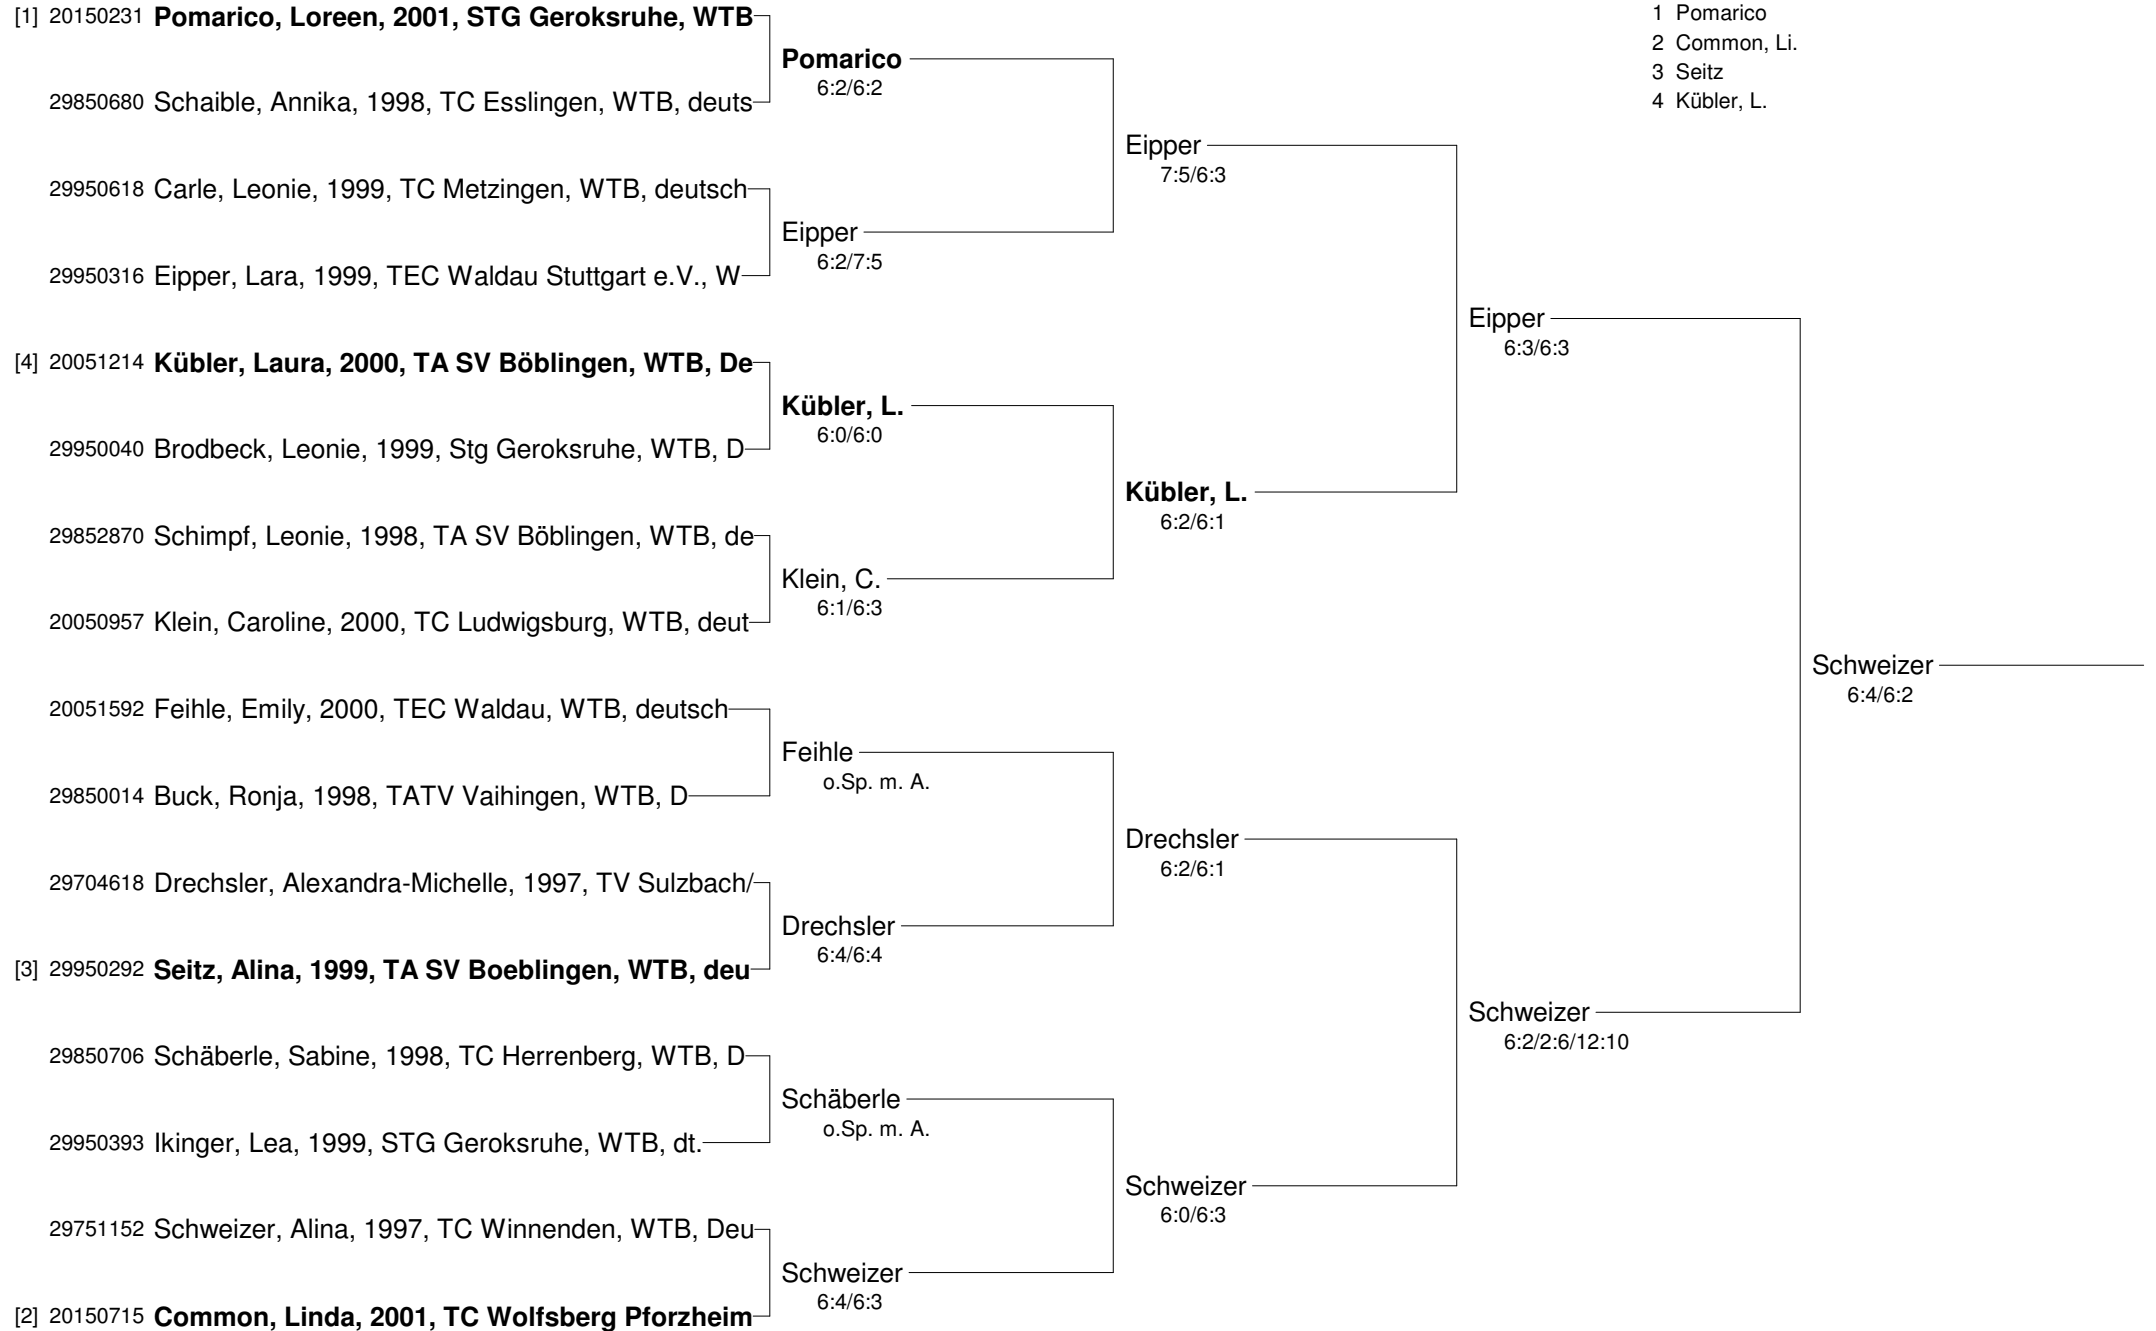 [1] 20150231 Pomarico, Loreen, 2001, STG Geroksruhe, WTB
1 Pomarico
2 Common, Li.
3 Seitz
4 Kübler, L.
Pomarico
6:2/6:2
29850680 Schaible, Annika, 1998, TC Esslingen, WTB, deuts
Eipper
7:5/6:3
29950618 Carle, Leonie, 1999, TC Metzingen, WTB, deutsch
Eipper
6:2/7:5
29950316 Eipper, Lara, 1999, TEC Waldau Stuttgart e.V., W
Eipper
6:3/6:3
[4] 20051214 Kübler, Laura, 2000, TA SV Böblingen, WTB, De
Kübler, L.
6:0/6:0
29950040 Brodbeck, Leonie, 1999, Stg Geroksruhe, WTB, D
Kübler, L.
6:2/6:1
29852870 Schimpf, Leonie, 1998, TA SV Böblingen, WTB, de
Klein, C.
6:1/6:3
20050957 Klein, Caroline, 2000, TC Ludwigsburg, WTB, deut
Schweizer
6:4/6:2
20051592 Feihle, Emily, 2000, TEC Waldau, WTB, deutsch
Feihle
o.Sp. m. A.
29850014 Buck, Ronja, 1998, TATV Vaihingen, WTB, D
Drechsler
6:2/6:1
29704618 Drechsler, Alexandra-Michelle, 1997, TV Sulzbach/
Drechsler
6:4/6:4
[3] 29950292 Seitz, Alina, 1999, TA SV Boeblingen, WTB, deu
Schweizer
6:2/2:6/12:10
29850706 Schäberle, Sabine, 1998, TC Herrenberg, WTB, D
Schäberle
o.Sp. m. A.
29950393 Ikinger, Lea, 1999, STG Geroksruhe, WTB, dt.
Schweizer
6:0/6:3
29751152 Schweizer, Alina, 1997, TC Winnenden, WTB, Deu
Schweizer
6:4/6:3
[2] 20150715 Common, Linda, 2001, TC Wolfsberg Pforzheim